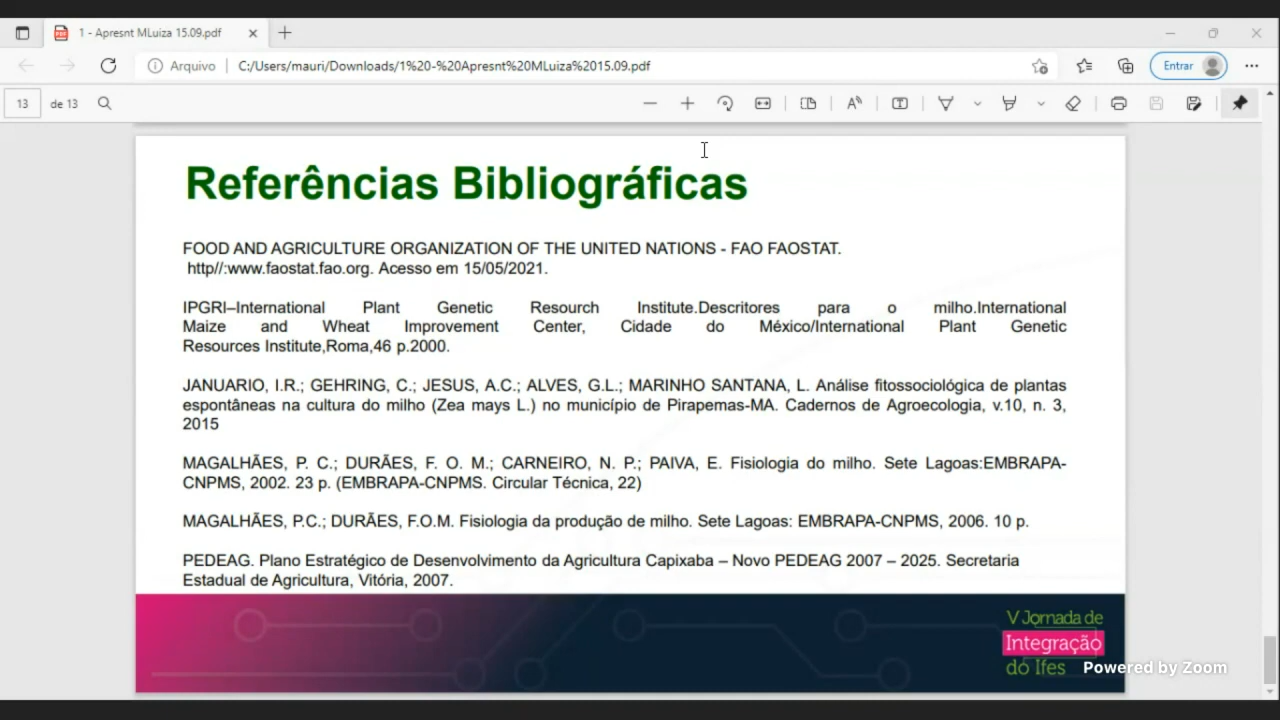 1 - Apresnt MLuiza 15.09.pdf
Arquivo
C:/Users/mauri/Downloads/1%20-%20Apresnt%20MLuiza%2015.09.pdf
Entrar
13 de 13
Referências Bibliográficas
FOOD AND AGRICULTURE ORGANIZATION OF THE UNITED NATIONS - FAO FAOSTAT.
http//:www.faostat.fao.org. Acesso em 15/05/2021.
IPGRI–International Plant Genetic Resourch Institute.Descritores para o milho.International
Maize and Wheat Improvement Center, Cidade do México/International Plant Genetic
Resources Institute,Roma,46 p.2000.
JANUARIO, I.R.; GEHRING, C.; JESUS, A.C.; ALVES, G.L.; MARINHO SANTANA, L. Análise fitossociológica de plantas
espontâneas na cultura do milho (Zea mays L.) no município de Pirapemas-MA. Cadernos de Agroecologia, v.10, n. 3,
2015
MAGALHÃES, P. C.; DURÃES, F. O. M.; CARNEIRO, N. P.; PAIVA, E. Fisiologia do milho. Sete Lagoas:EMBRAPA-
CNPMS, 2002. 23 p. (EMBRAPA-CNPMS. Circular Técnica, 22)
MAGALHÃES, P.C.; DURÃES, F.O.M. Fisiologia da produção de milho. Sete Lagoas: EMBRAPA-CNPMS, 2006. 10 p.
PEDEAG. Plano Estratégico de Desenvolvimento da Agricultura Capixaba – Novo PEDEAG 2007 – 2025. Secretaria
Estadual de Agricultura, Vitória, 2007.
V Jornada de
Integração
do Ifes
Powered by Zoom